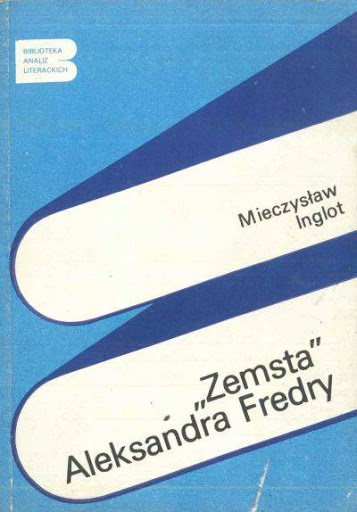 BIBLIOTEKA
ANALIZ
LITERACKICH
Mieczysław
Inglot
„Zemsta”
Aleksandra Fredry